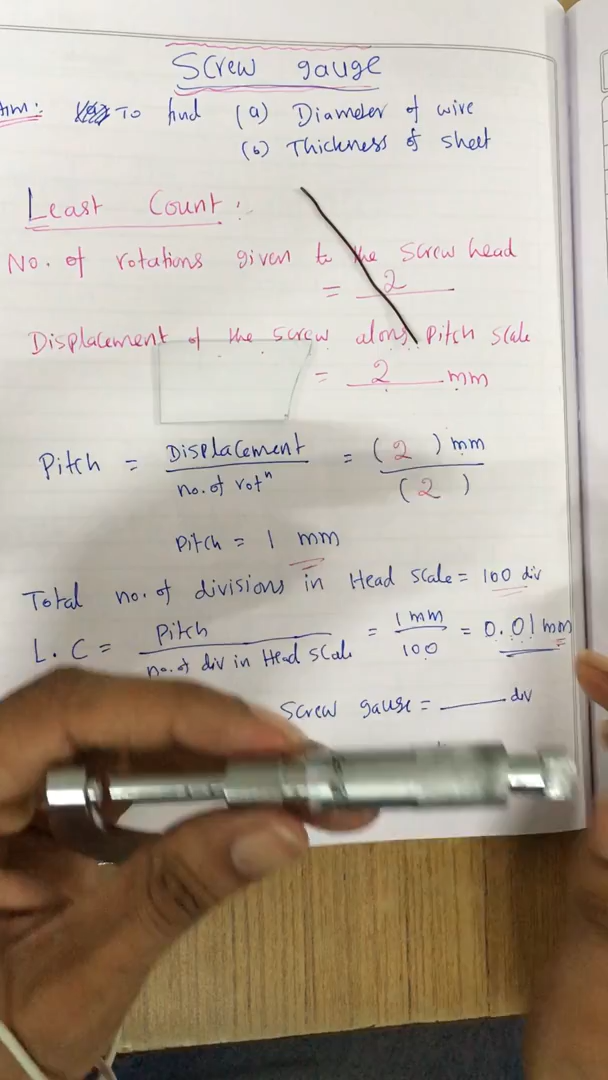 Screw gauge
Aim: To find (a) Diameter of wire
(b) Thickness of sheet
Least Count:
No. of rotations given to the screw head
= 2
Displacement of the screw along Pitch scale
= 2 mm
Pitch = Displacement / no. of rotⁿ = (2) mm / (2)
Pitch = 1 mm
Total no. of divisions in Head scale = 100 div
L.C = Pitch / no. of div in Head scale = 1 mm / 100 = 0.01 mm
Screw gauge = ____ div